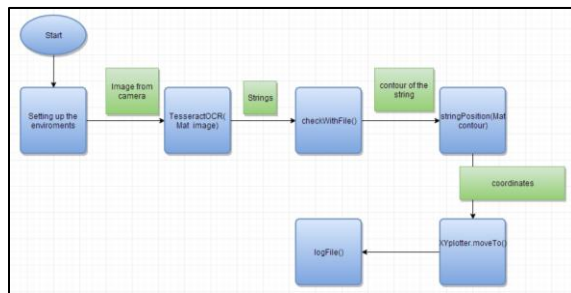 Start
Image from
camera
Strings
contour of the
string
Setting up the
enviroments
TesseractOCR(
Mat image)
checkWithFile()
stringPosition(Mat
contour)
coordinates
XYplotter.moveTo()
logFile()